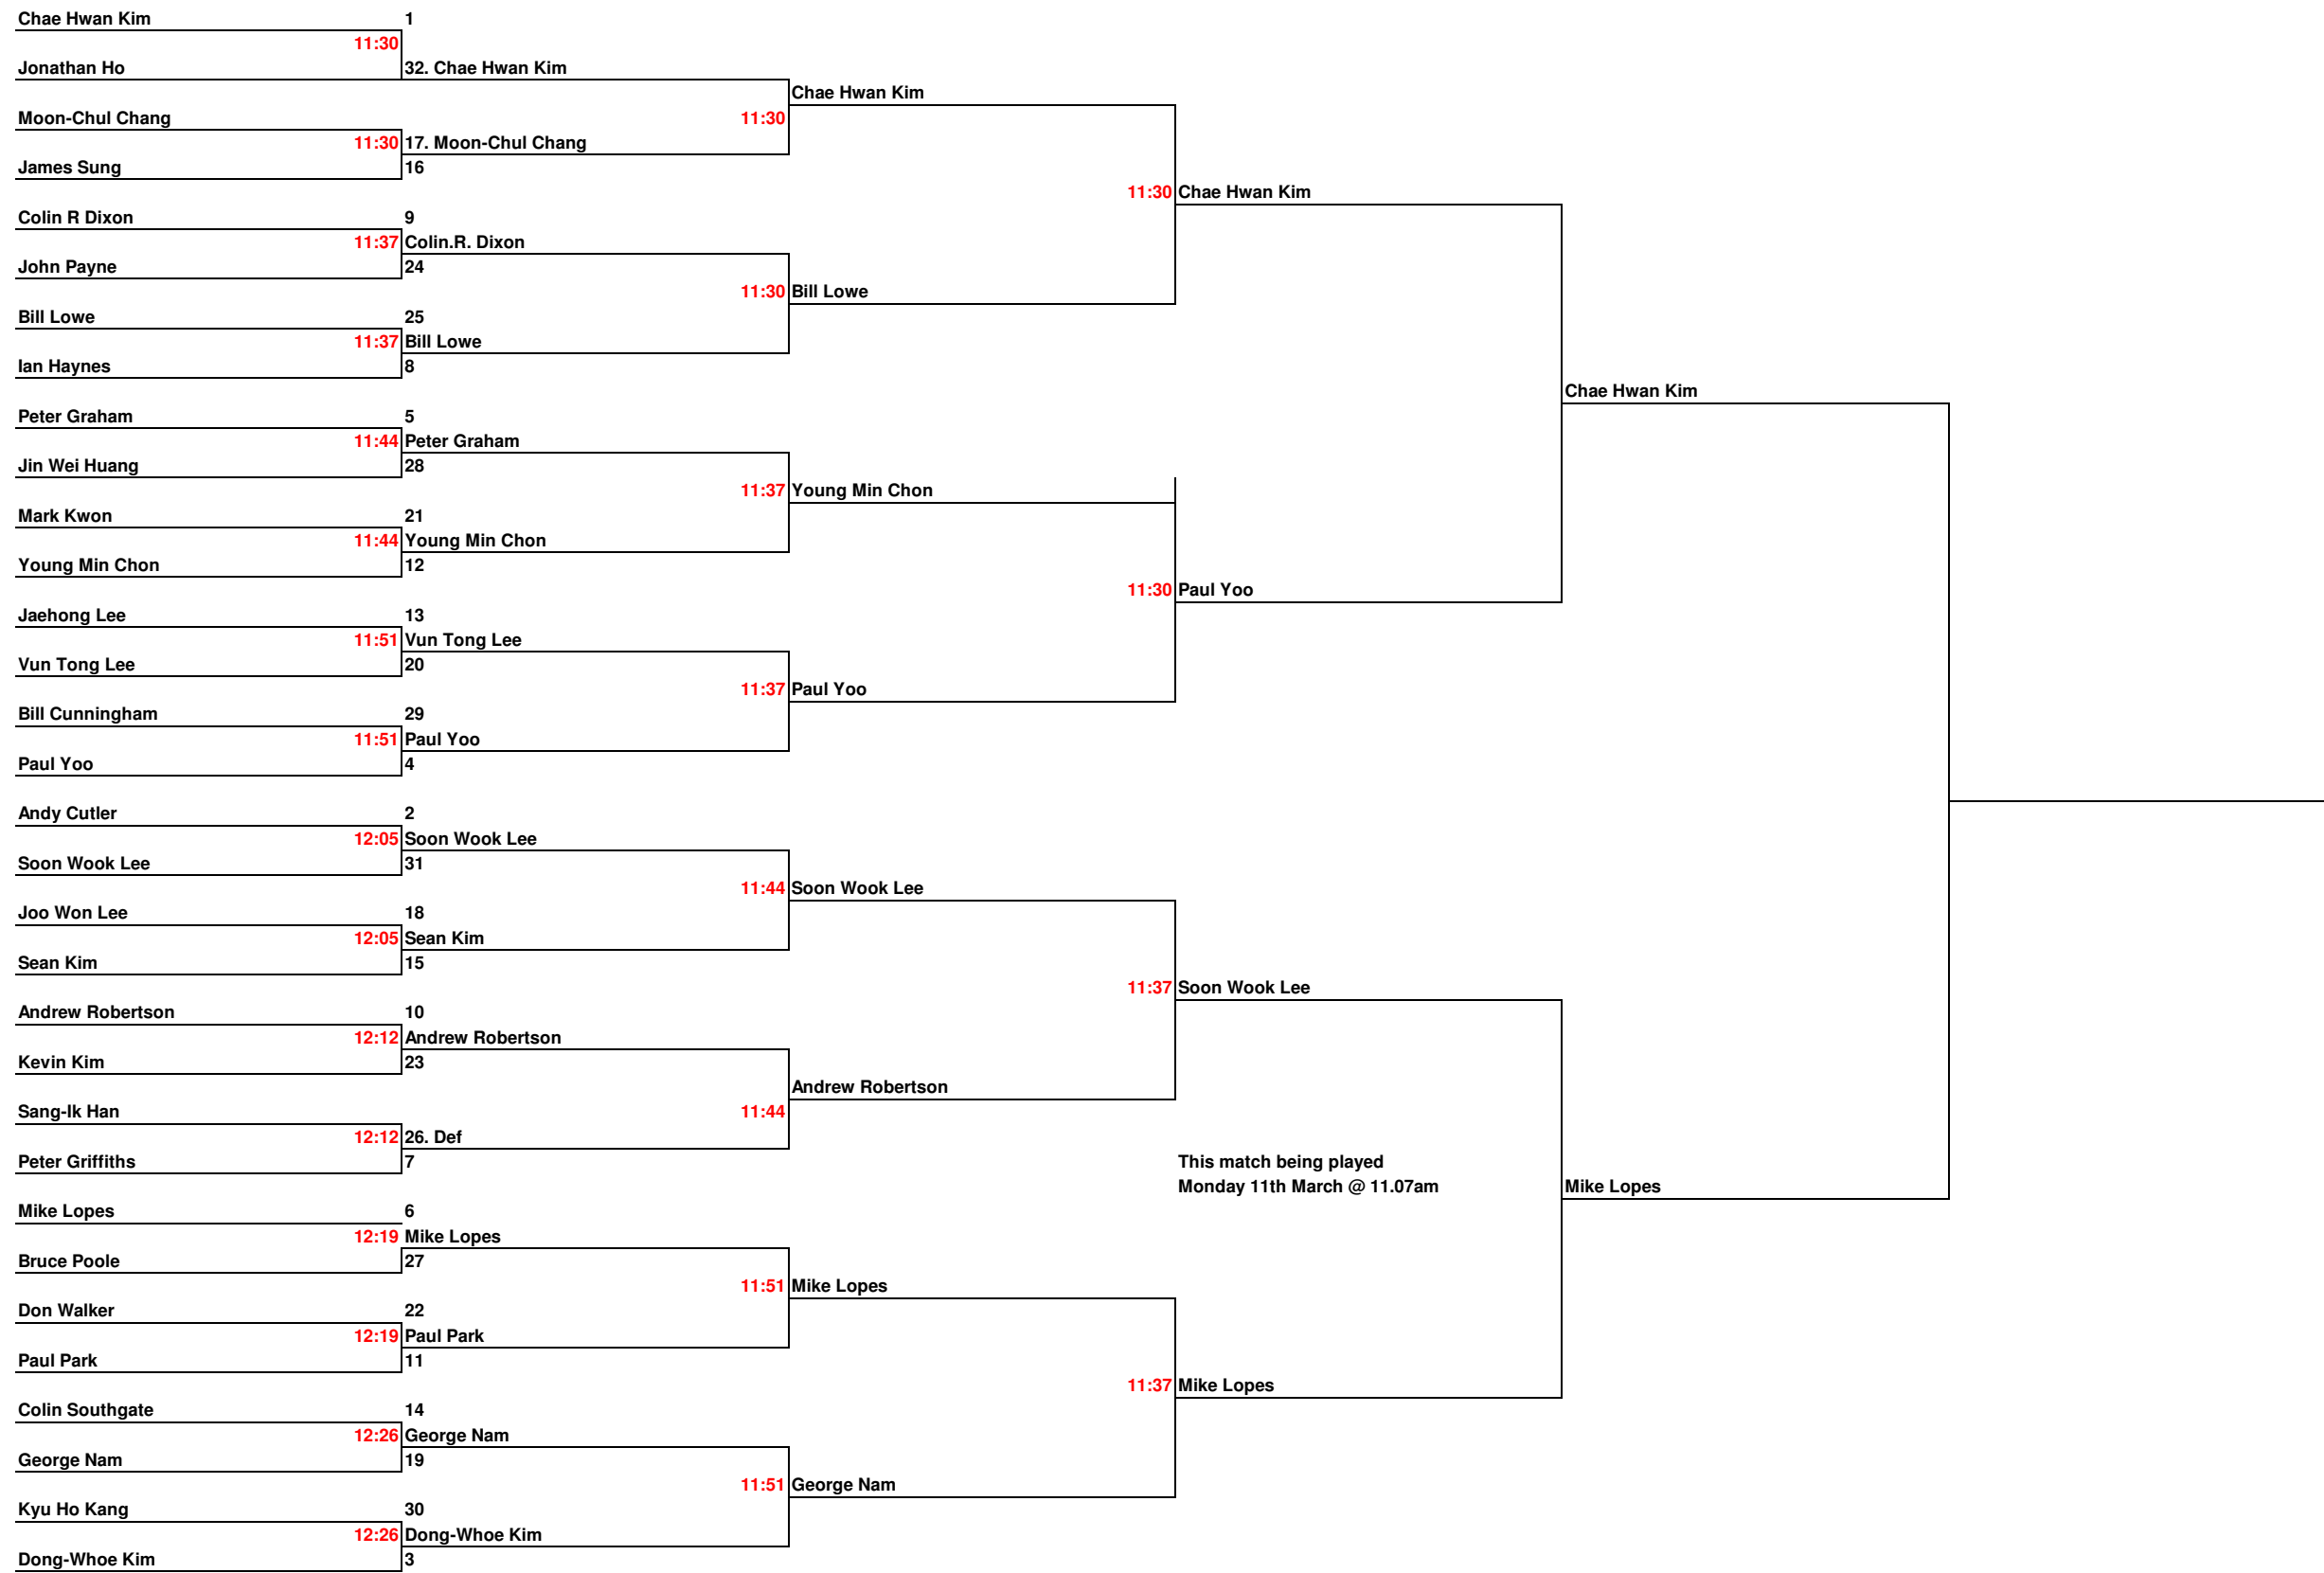 Chae Hwan Kim 1
11:30
Jonathan Ho 32. Chae Hwan Kim
Chae Hwan Kim
Moon-Chul Chang 11:30
11:30 17. Moon-Chul Chang
James Sung 16
11:30 Chae Hwan Kim
Colin R Dixon 9
11:37 Colin.R. Dixon
John Payne 24
11:30 Bill Lowe
Bill Lowe 25
11:37 Bill Lowe
Ian Haynes 8
Chae Hwan Kim
Peter Graham 5
11:44 Peter Graham
Jin Wei Huang 28
11:37 Young Min Chon
Mark Kwon 21
11:44 Young Min Chon
Young Min Chon 12
11:30 Paul Yoo
Jaehong Lee 13
11:51 Vun Tong Lee
Vun Tong Lee 20
11:37 Paul Yoo
Bill Cunningham 29
11:51 Paul Yoo
Paul Yoo 4
Andy Cutler 2
12:05 Soon Wook Lee
Soon Wook Lee 31
11:44 Soon Wook Lee
Joo Won Lee 18
12:05 Sean Kim
Sean Kim 15
11:37 Soon Wook Lee
Andrew Robertson 10
12:12 Andrew Robertson
Kevin Kim 23
Andrew Robertson
Sang-Ik Han 11:44
12:12 26. Def
Peter Griffiths 7 This match being played
Monday 11th March @ 11.07am Mike Lopes
Mike Lopes 6
12:19 Mike Lopes
Bruce Poole 27
11:51 Mike Lopes
Don Walker 22
12:19 Paul Park
Paul Park 11
11:37 Mike Lopes
Colin Southgate 14
12:26 George Nam
George Nam 19
11:51 George Nam
Kyu Ho Kang 30
12:26 Dong-Whoe Kim
Dong-Whoe Kim 3